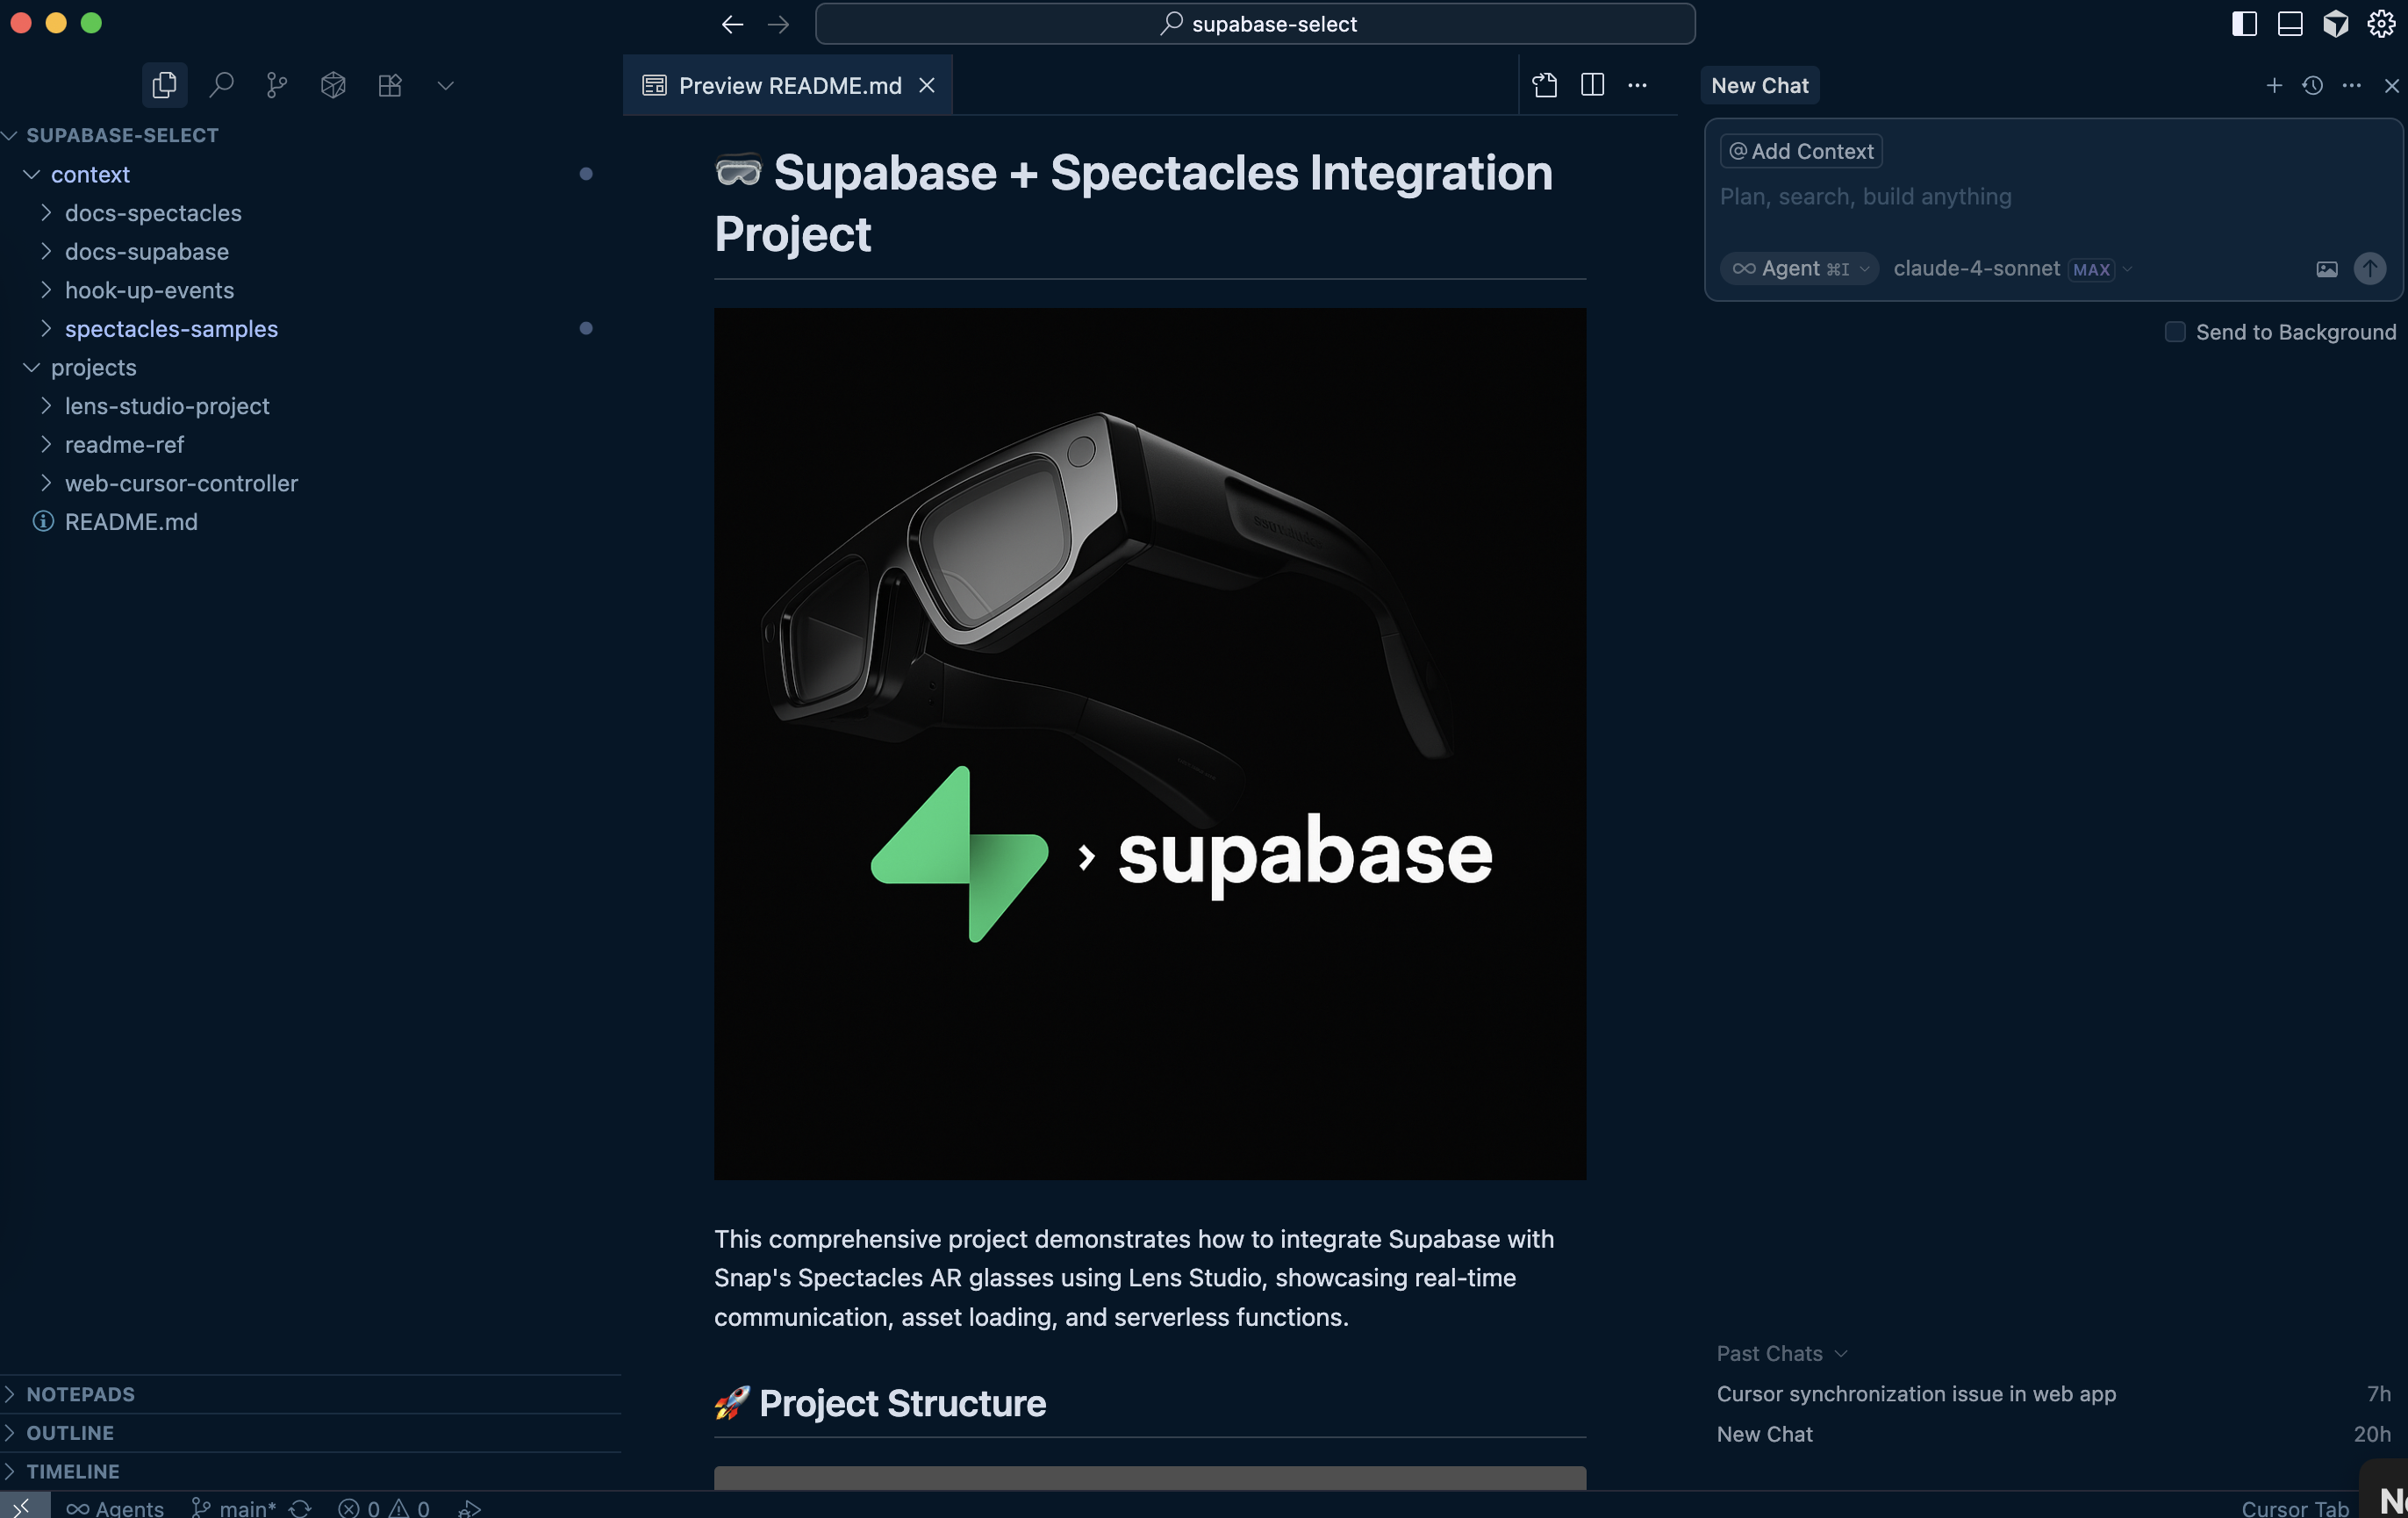 supabase-select
Preview README.md
New Chat
SUPABASE-SELECT
context
docs-spectacles
docs-supabase
hook-up-events
spectacles-samples
projects
lens-studio-project
readme-ref
web-cursor-controller
README.md
NOTEPADS
OUTLINE
TIMELINE
🥽 Supabase + Spectacles Integration
Project
supabase
This comprehensive project demonstrates how to integrate Supabase with
Snap's Spectacles AR glasses using Lens Studio, showcasing real-time
communication, asset loading, and serverless functions.
🚀 Project Structure
@ Add Context
Plan, search, build anything
Agent ⌘I claude-4-sonnet MAX
Send to Background
Past Chats
Cursor synchronization issue in web app 7h
New Chat 20h
Agents main* 0 0
Cursor Tab